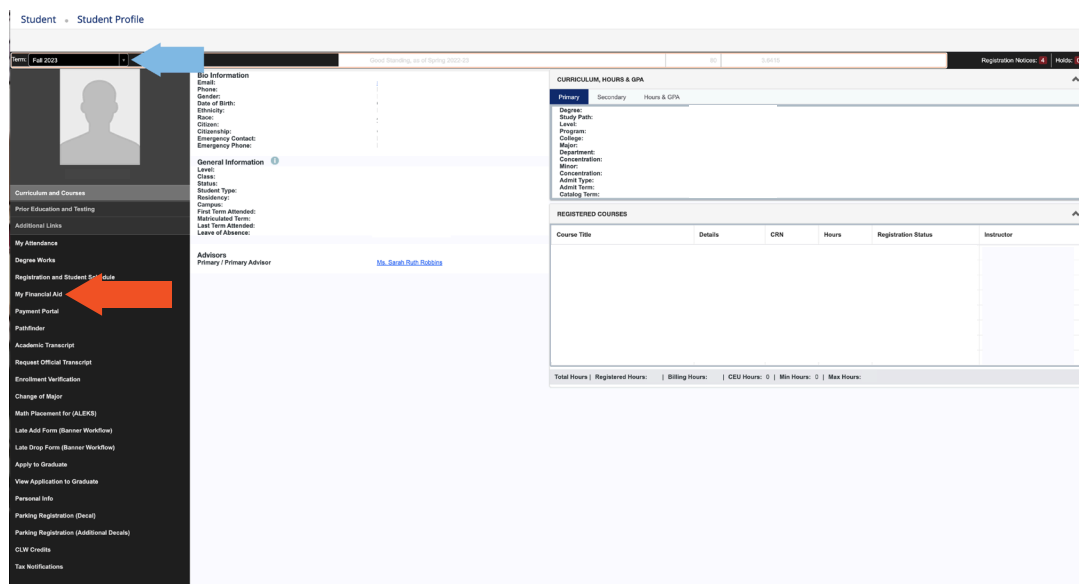 Student • Student Profile
Term: Fall 2023
Good Standing, as of Spring 2022-23
Registration Notices: 4 Holds: 0
Curriculum and Courses
Prior Education and Testing
Additional Links
My Attendance
Degree Works
Registration and Student Schedule
My Financial Aid
Payment Portal
Pathfinder
Academic Transcript
Request Official Transcript
Enrollment Verification
Change of Major
Math Placement for (ALEKS)
Late Add Form (Banner Workflow)
Late Drop Form (Banner Workflow)
Apply to Graduate
View Application to Graduate
Personal Info
Parking Registration (Decal)
Parking Registration (Additional Decals)
CLW Credits
Tax Notifications
Bio Information
Email:
Phone:
Gender:
Date of Birth:
Ethnicity:
Race:
Citizen:
Citizenship:
Emergency Contact:
Emergency Phone:
General Information
Level:
Class:
Status:
Student Type:
Residency:
Campus:
First Term Attended:
Matriculated Term:
Last Term Attended:
Leave of Absence:
Advisors
Primary / Primary Advisor Ms. Sarah Ruth Robbins
CURRICULUM, HOURS & GPA
Primary Secondary Hours & GPA
Degree:
Study Path:
Level:
Program:
College:
Major:
Department:
Concentration:
Minor:
Concentration:
Admit Type:
Admit Term:
Catalog Term:
REGISTERED COURSES
Course Title Details CRN Hours Registration Status Instructor
Total Hours | Registered Hours: | Billing Hours: | CEU Hours: 0 | Min Hours: 0 | Max Hours: